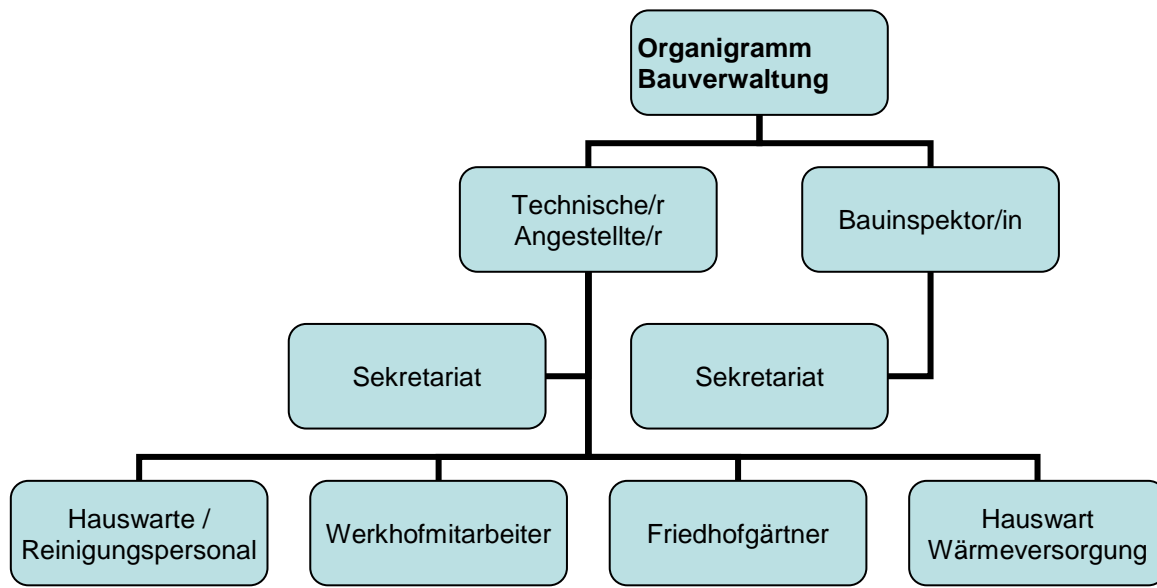 Organigramm
Bauverwaltung
Technische/r
Angestellte/r
Bauinspektor/in
Sekretariat
Sekretariat
Hauswarte /
Reinigungspersonal
Werkhofmitarbeiter
Friedhofgärtner
Hauswart
Wärmeversorgung